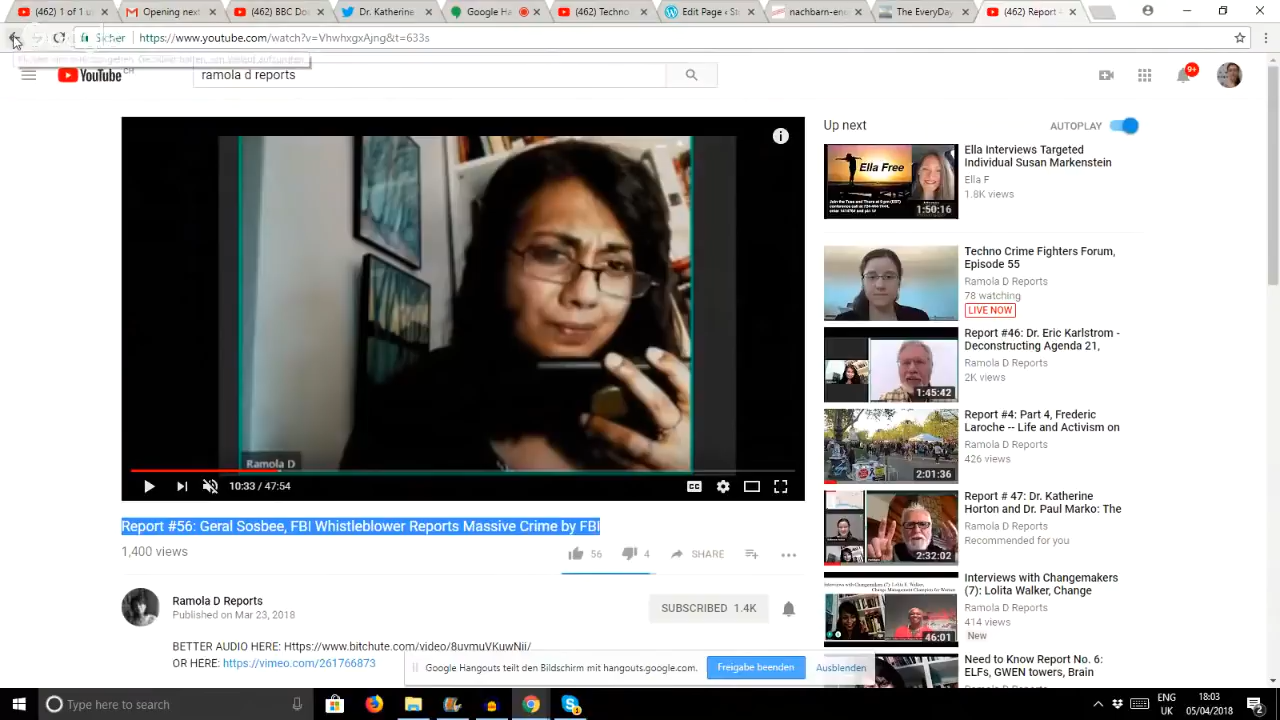 (462) 1 of 1 u
Opening next
(462) BBC Do
Dr. Katherine
Google Ha
(462) Techno
Edit Page ‹ S
nachbarn-ene
The EveryDay
(462) Report
Sicher
https://www.youtube.com/watch?v=VhwhxgxAjng&t=633s
YouTube CH
ramola d reports
9+
Up next
AUTOPLAY
Ella Free
1:50:16
Ella Interviews Targeted
Individual Susan Markenstein
Ella F
1.8K views
Techno Crime Fighters Forum,
Episode 55
Ramola D Reports
78 watching
LIVE NOW
Report #46: Dr. Eric Karlstrom -
Deconstructing Agenda 21,
Ramola D Reports
2K views
1:45:42
Report #4: Part 4, Frederic
Laroche -- Life and Activism on
Ramola D Reports
426 views
2:01:36
Report # 47: Dr. Katherine
Horton and Dr. Paul Marko: The
Ramola D Reports
Recommended for you
2:32:02
Interviews with Changemakers
(7): Lolita Walker, Change
Ramola D Reports
414 views
New
46:01
Need to Know Report No. 6:
ELFs, GWEN towers, Brain
Ramola D
10:33 / 47:54
CC
Report #56: Geral Sosbee, FBI Whistleblower Reports Massive Crime by FBI
1,400 views
56
4
SHARE
Ramola D Reports
Published on Mar 23, 2018
SUBSCRIBED 1.4K
BETTER AUDIO HERE: Https://www.bitchute.com/video/8uvmuVKuwNii/
OR HERE: https://vimeo.com/261766873
Google Hangouts teilt den Bildschirm mit hangouts.google.com.
Freigabe beenden
Ausblenden
Type here to search
ENG
UK
18:03
05/04/2018
2